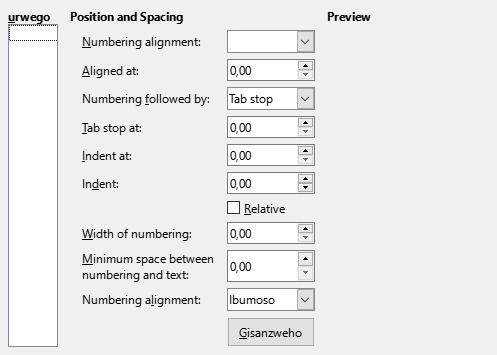 urwego
Position and Spacing
Preview
Numbering alignment:
Aligned at:
0,00
Numbering followed by:
Tab stop
Tab stop at:
0,00
Indent at:
0,00
Indent:
0,00
Relative
Width of numbering:
0,00
Minimum space between
numbering and text:
0,00
Numbering alignment:
Ibumoso
Gisanzweho